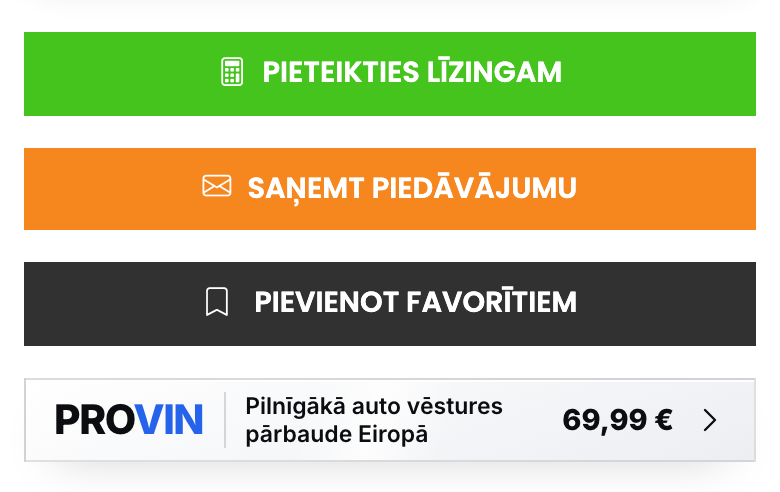 PIETEIKTIES LĪZINGAM
SAŅEMT PIEDĀVĀJUMU
PIEVIENOT FAVORĪTIEM
PROVIN
Pilnīgākā auto vēstures
pārbaude Eiropā
69,99 €